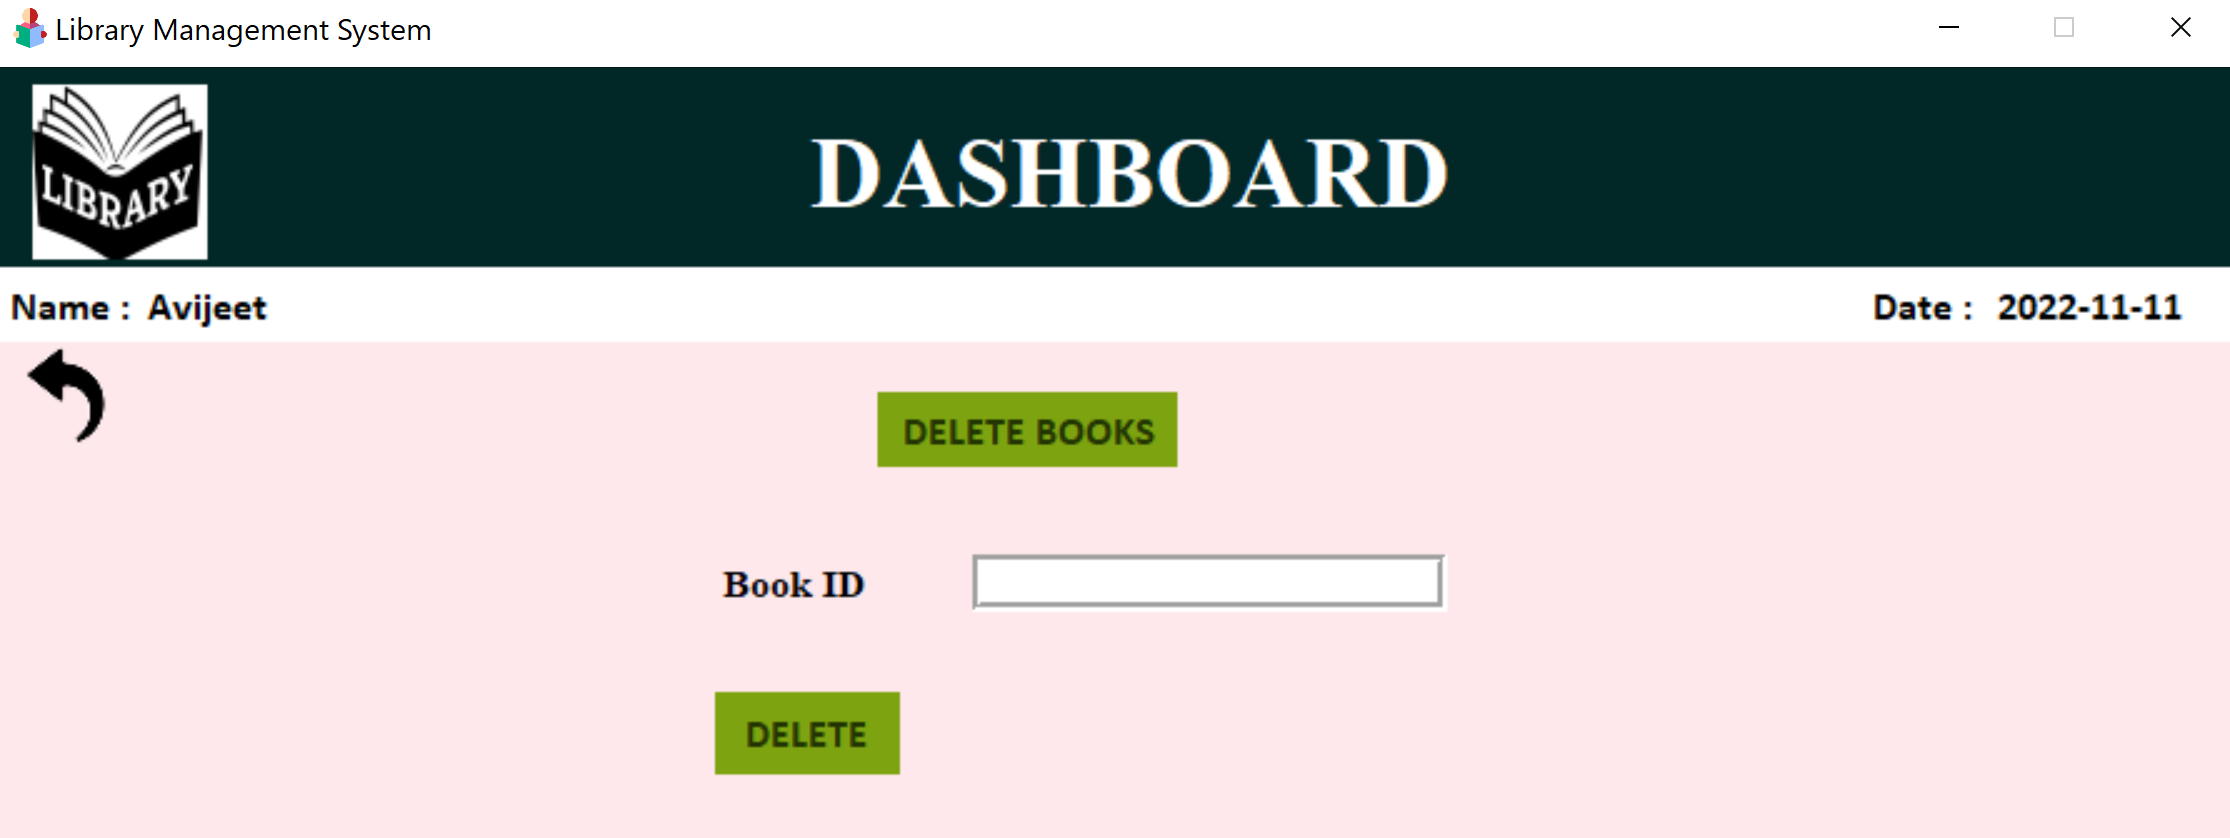 Library Management System
LIBRARY
DASHBOARD
Name : Avijeet
Date : 2022-11-11
DELETE BOOKS
Book ID
DELETE